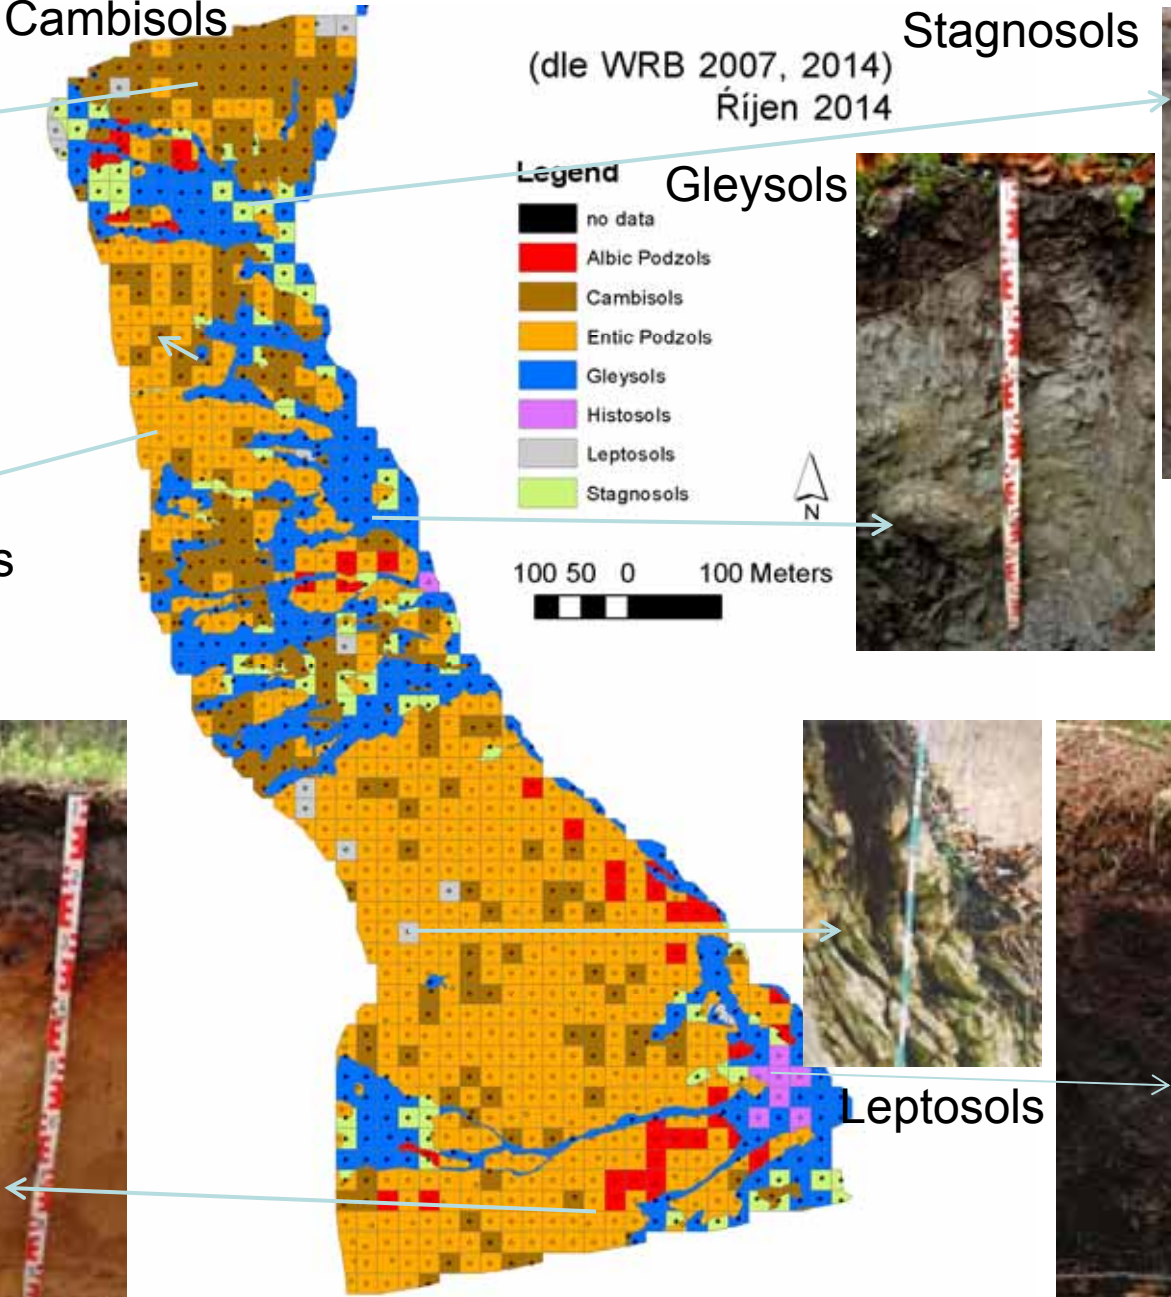 Cambisols
Stagnosols
(dle WRB 2007, 2014)
Říjen 2014
Legend
Gleysols
no data
Albic Podzols
Cambisols
Entic Podzols
Gleysols
Histosols
Leptosols
Stagnosols
N
s
100 50 0 100 Meters
Leptosols